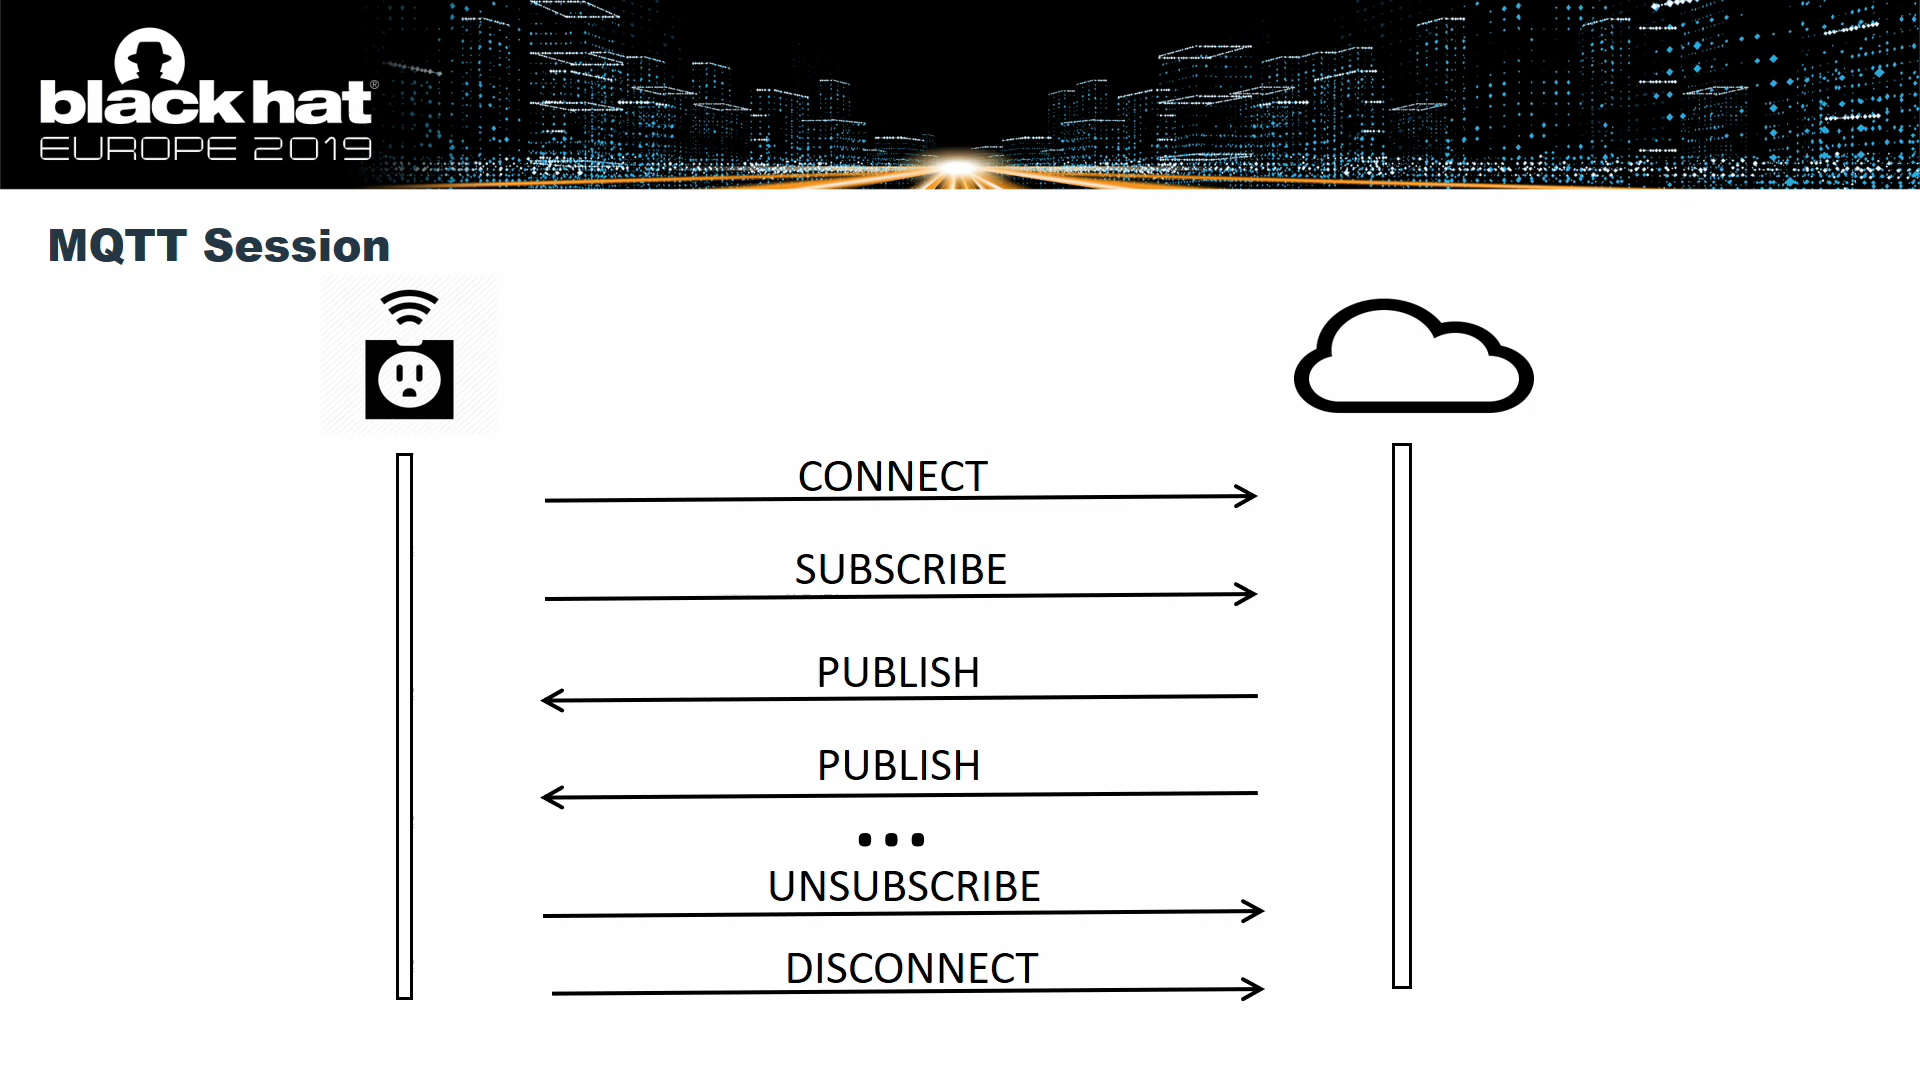 black hat®
EUROPE 2019
MQTT Session
CONNECT
SUBSCRIBE
PUBLISH
PUBLISH
...
UNSUBSCRIBE
DISCONNECT